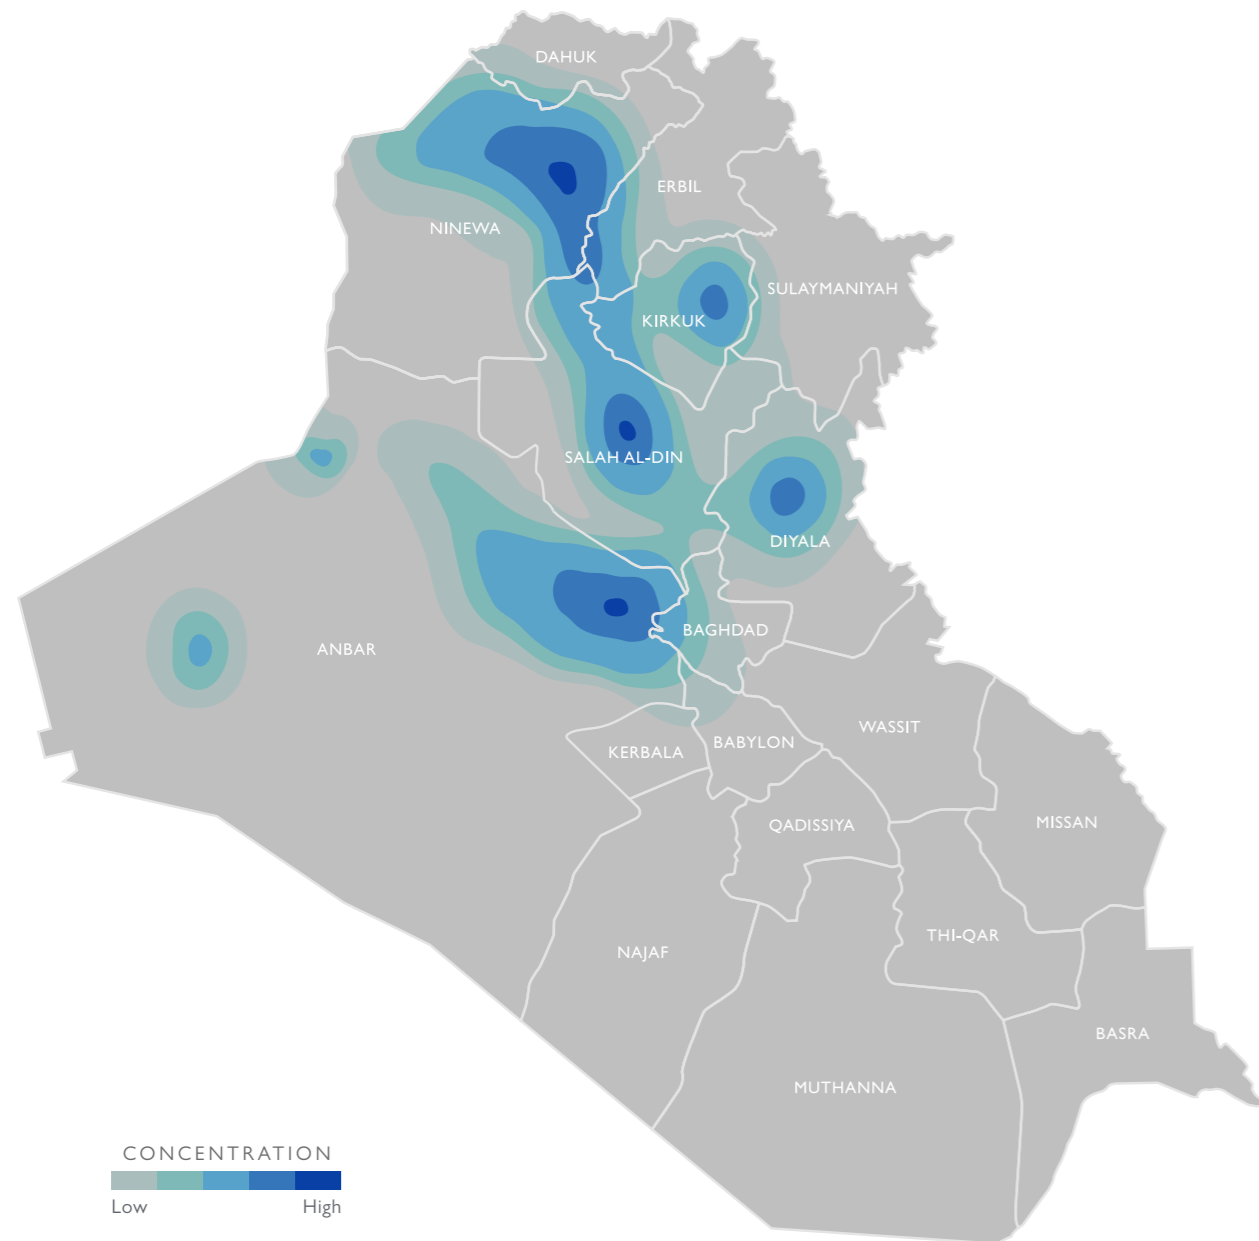 DAHUK
ERBIL
NINEWA
SULAYMANIYAH
KIRKUK
SALAH AL-DIN
DIYALA
BAGHDAD
ANBAR
WASSIT
BABYLON
KERBALA
MISSAN
QADISSIYA
THI-QAR
NAJAF
BASRA
MUTHANNA
CONCENTRATION
Low High